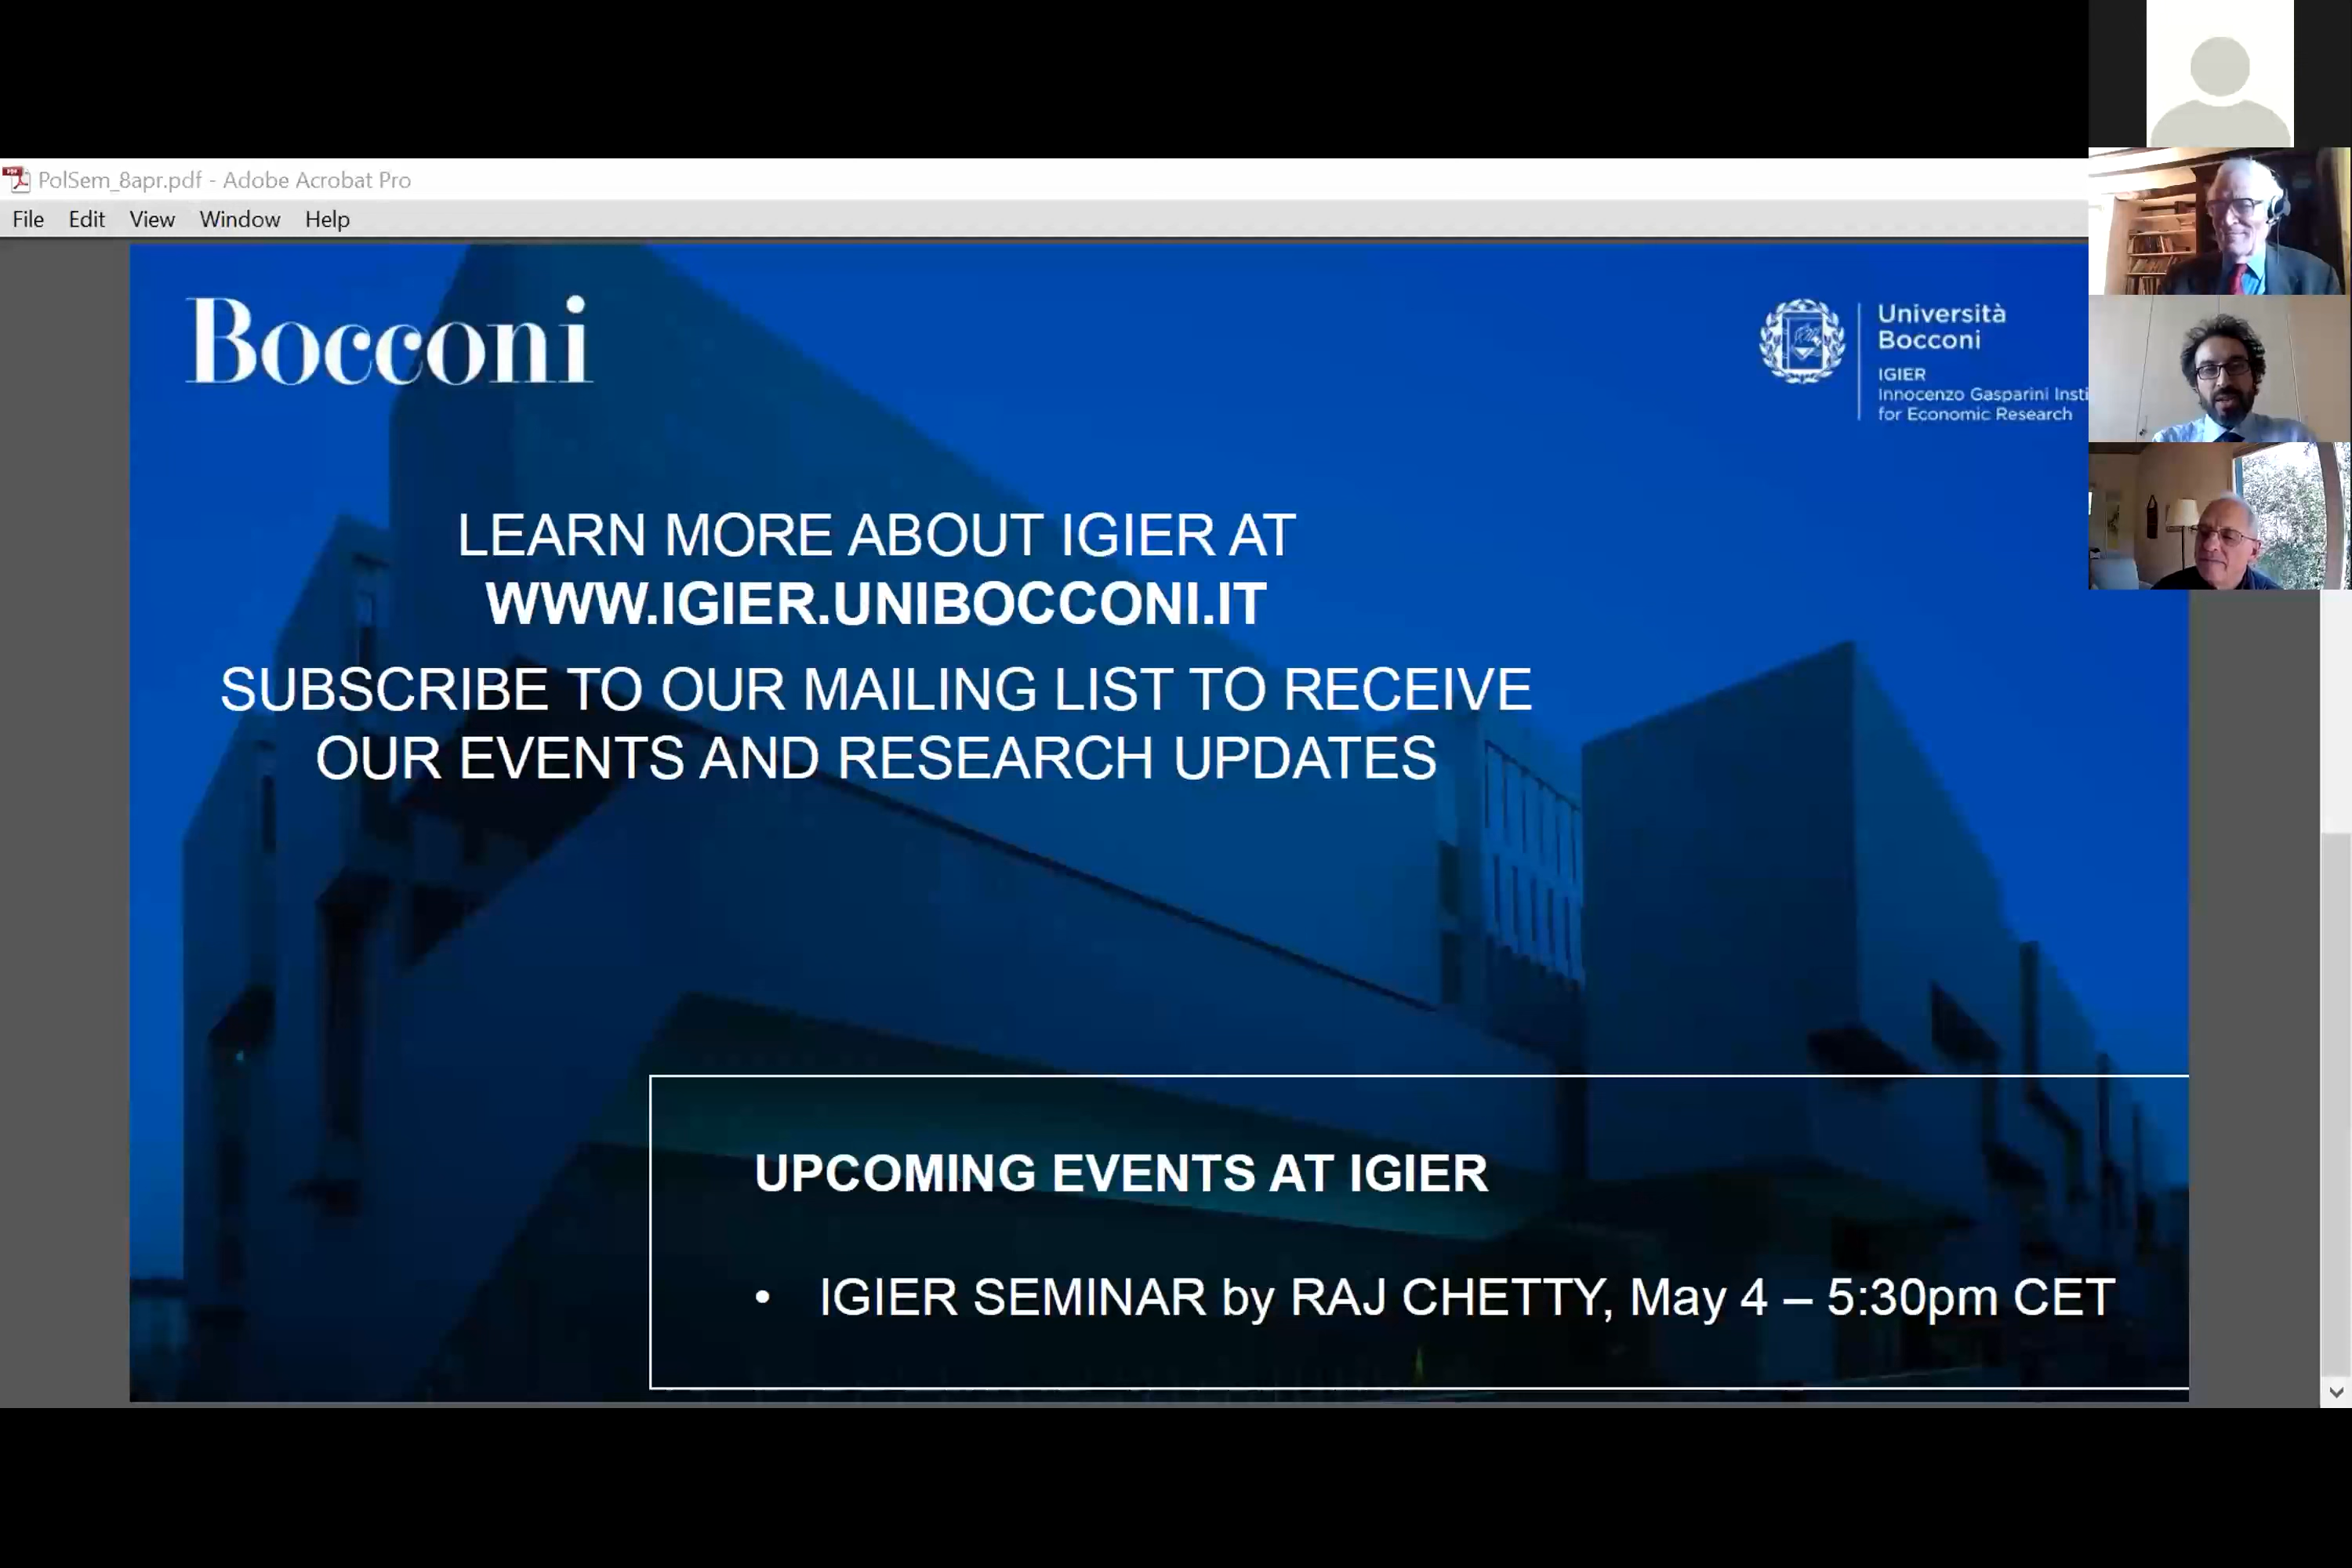 PolSem_8apr.pdf - Adobe Acrobat Pro
File Edit View Window Help
Bocconi
Università
Bocconi
IGIER
Innocenzo Gasparini Insti
for Economic Research
LEARN MORE ABOUT IGIER AT
WWW.IGIER.UNIBOCCONI.IT
SUBSCRIBE TO OUR MAILING LIST TO RECEIVE
OUR EVENTS AND RESEARCH UPDATES
UPCOMING EVENTS AT IGIER
• IGIER SEMINAR by RAJ CHETTY, May 4 – 5:30pm CET